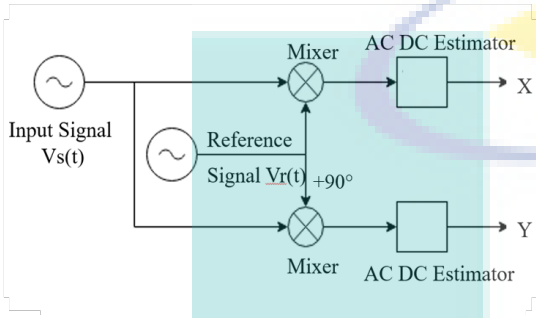 Mixer
AC DC Estimator
X
Input Signal
Vs(t)
Reference
Signal Vr(t)
+90°
Mixer
AC DC Estimator
Y